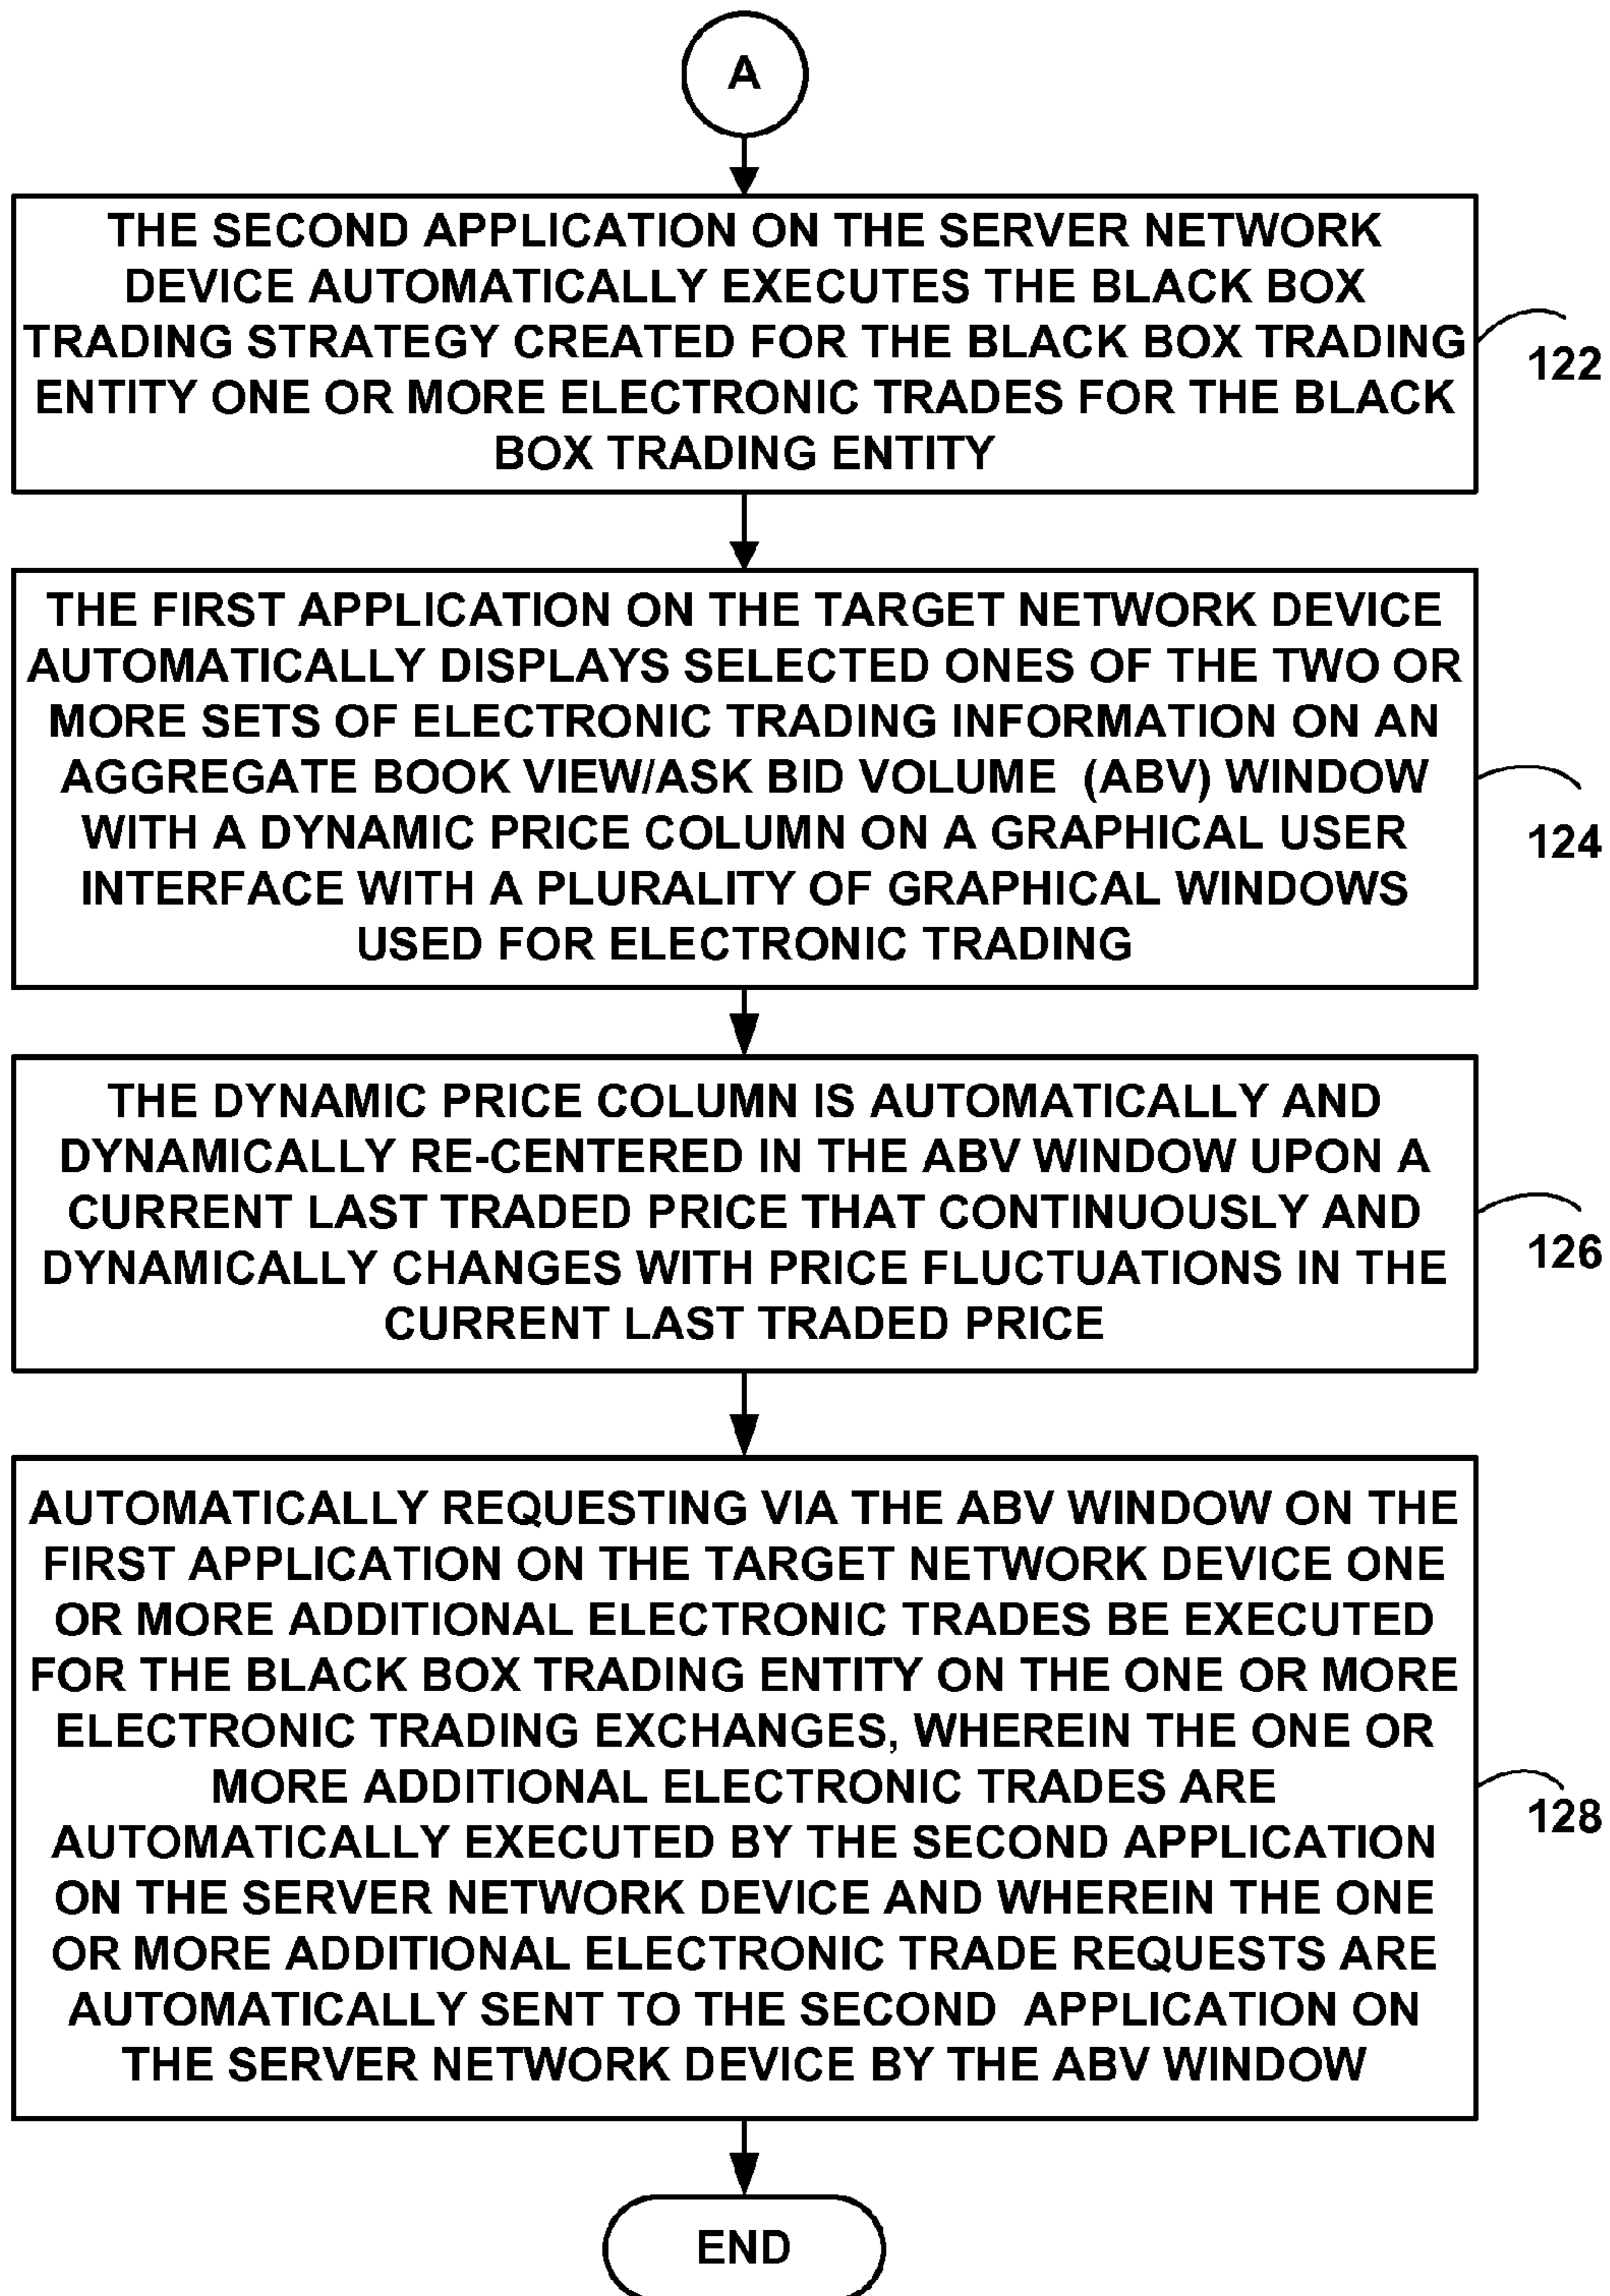 A
THE SECOND APPLICATION ON THE SERVER NETWORK
DEVICE AUTOMATICALLY EXECUTES THE BLACK BOX
TRADING STRATEGY CREATED FOR THE BLACK BOX TRADING
ENTITY ONE OR MORE ELECTRONIC TRADES FOR THE BLACK
BOX TRADING ENTITY
122
THE FIRST APPLICATION ON THE TARGET NETWORK DEVICE
AUTOMATICALLY DISPLAYS SELECTED ONES OF THE TWO OR
MORE SETS OF ELECTRONIC TRADING INFORMATION ON AN
AGGREGATE BOOK VIEW/ASK BID VOLUME (ABV) WINDOW
WITH A DYNAMIC PRICE COLUMN ON A GRAPHICAL USER
INTERFACE WITH A PLURALITY OF GRAPHICAL WINDOWS
USED FOR ELECTRONIC TRADING
124
THE DYNAMIC PRICE COLUMN IS AUTOMATICALLY AND
DYNAMICALLY RE-CENTERED IN THE ABV WINDOW UPON A
CURRENT LAST TRADED PRICE THAT CONTINUOUSLY AND
DYNAMICALLY CHANGES WITH PRICE FLUCTUATIONS IN THE
CURRENT LAST TRADED PRICE
126
AUTOMATICALLY REQUESTING VIA THE ABV WINDOW ON THE
FIRST APPLICATION ON THE TARGET NETWORK DEVICE ONE
OR MORE ADDITIONAL ELECTRONIC TRADES BE EXECUTED
FOR THE BLACK BOX TRADING ENTITY ON THE ONE OR MORE
ELECTRONIC TRADING EXCHANGES, WHEREIN THE ONE OR
MORE ADDITIONAL ELECTRONIC TRADES ARE
AUTOMATICALLY EXECUTED BY THE SECOND APPLICATION
ON THE SERVER NETWORK DEVICE AND WHEREIN THE ONE
OR MORE ADDITIONAL ELECTRONIC TRADE REQUESTS ARE
AUTOMATICALLY SENT TO THE SECOND APPLICATION ON
THE SERVER NETWORK DEVICE BY THE ABV WINDOW
128
END